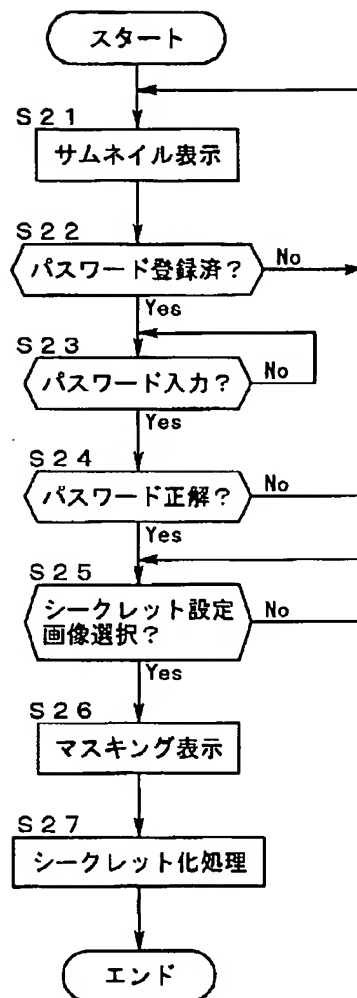 スタート
S21
サムネイル表示
S22
パスワード登録済?
No
Yes
S23
パスワード入力?
No
Yes
S24
パスワード正解?
No
Yes
S25
シークレット設定
画像選択?
No
Yes
S26
マスキング表示
S27
シークレット化処理
エンド